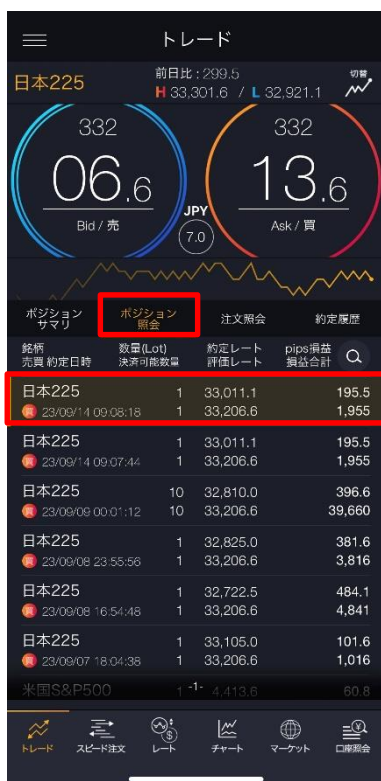 トレード
日本225
前日比:299.5
H 33,301.6 / L 32,921.1
切替
332
06.6
Bid / 売
JPY
7.0
332
13.6
Ask / 買
ポジション
サマリ
ポジション
照会
注文照会
約定履歴
銘柄 数量(Lot) 約定レート pips損益
売買 約定日時 決済可能数量 評価レート 損益合計
日本225 1 33,011.1 195.5
買 23/09/14 09:08:18 1 33,206.6 1,955
日本225 1 33,011.1 195.5
買 23/09/14 09:07:44 1 33,206.6 1,955
日本225 10 32,810.0 396.6
買 23/09/09 00:01:12 10 33,206.6 39,660
日本225 1 32,825.0 381.6
買 23/09/08 23:55:56 1 33,206.6 3,816
日本225 1 32,722.5 484.1
買 23/09/08 16:54:48 1 33,206.6 4,841
日本225 1 33,105.0 101.6
買 23/09/07 18:04:38 1 33,206.6 1,016
米国S&P500 1 4,413.6 60.8
-1-
トレード スピード注文 レート チャート マーケット 口座照会